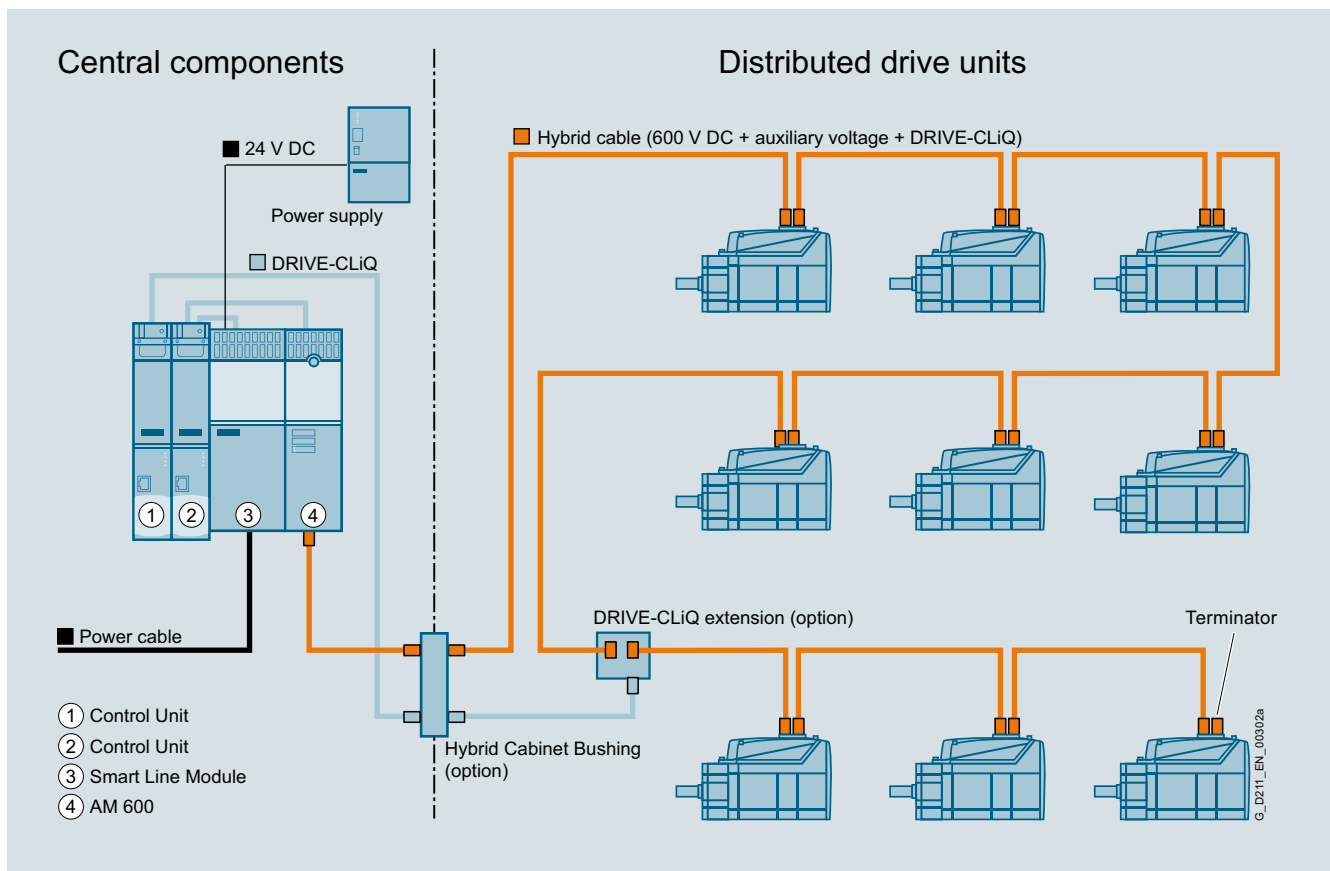 Central components
Distributed drive units
Hybrid cable (600 V DC + auxiliary voltage + DRIVE-CLiQ)
24 V DC
Power supply
DRIVE-CLiQ
1
2
3
4
Power cable
DRIVE-CLiQ extension (option)
Terminator
1 Control Unit
2 Control Unit
3 Smart Line Module
4 AM 600
Hybrid Cabinet Bushing
(option)
G_D211_EN_00302a